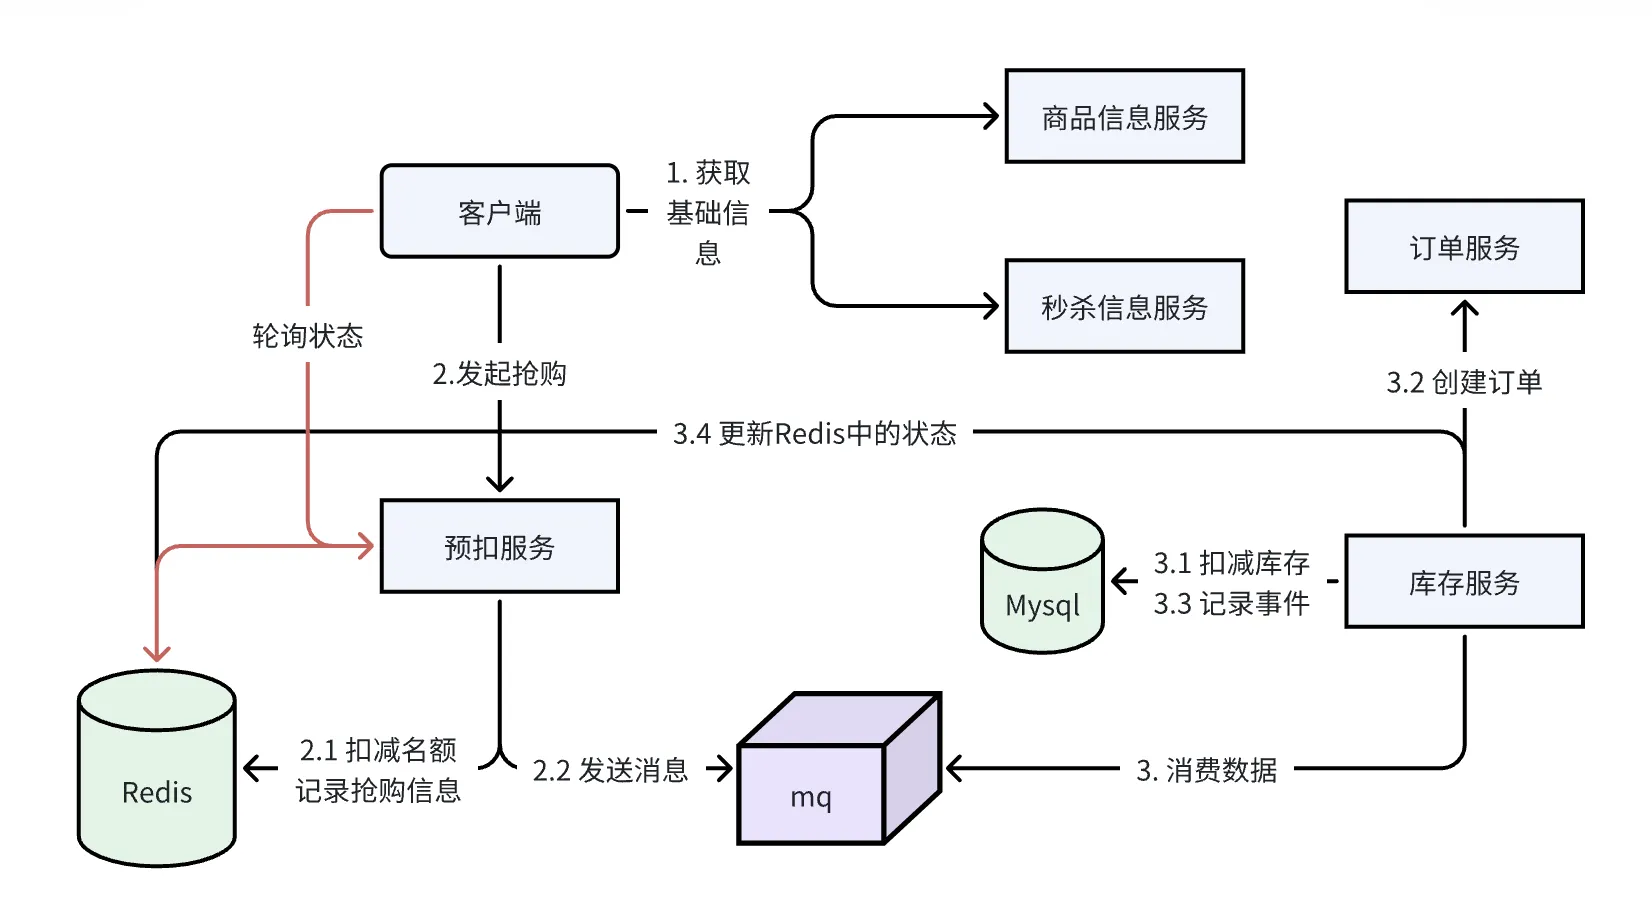 商品信息服务
1. 获取
基础信
息
客户端
订单服务
秒杀信息服务
轮询状态
2.发起抢购
3.2 创建订单
3.4 更新Redis中的状态
预扣服务
3.1 扣减库存
3.3 记录事件
库存服务
Mysql
2.1 扣减名额
记录抢购信息
2.2 发送消息
3. 消费数据
Redis
mq